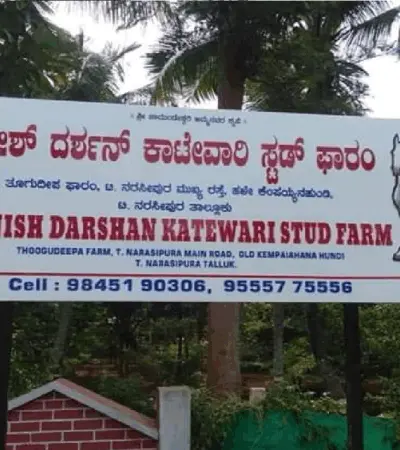 * ಶ್ರೀ ಚಾಮುಂಡೇಶ್ವರಿ ಅಮ್ಮನವರ ಕೃಪೆ *
ೀಶ್ ದರ್ಶನ್ ಕಾಟೇವಾರಿ ಸ್ಟಡ್ ಫಾರಂ
ತೂಗುದೀಪ ಫಾರಂ, ಟಿ. ನರಸೀಪುರ ಮುಖ್ಯ ರಸ್ತೆ, ಹಳೇ ಕೆಂಪಯ್ಯನಹುಂಡಿ,
ಟಿ. ನರಸೀಪುರ ತಾಲ್ಲೂಕು
NISH DARSHAN KATEWARI STUD FARM
THOOGUDEEPA FARM, T. NARASIPURA MAIN ROAD, OLD KEMPAIAHANA HUNDI
T. NARASIPURA TALLUK.
Cell : 98451 90306, 95557 75556